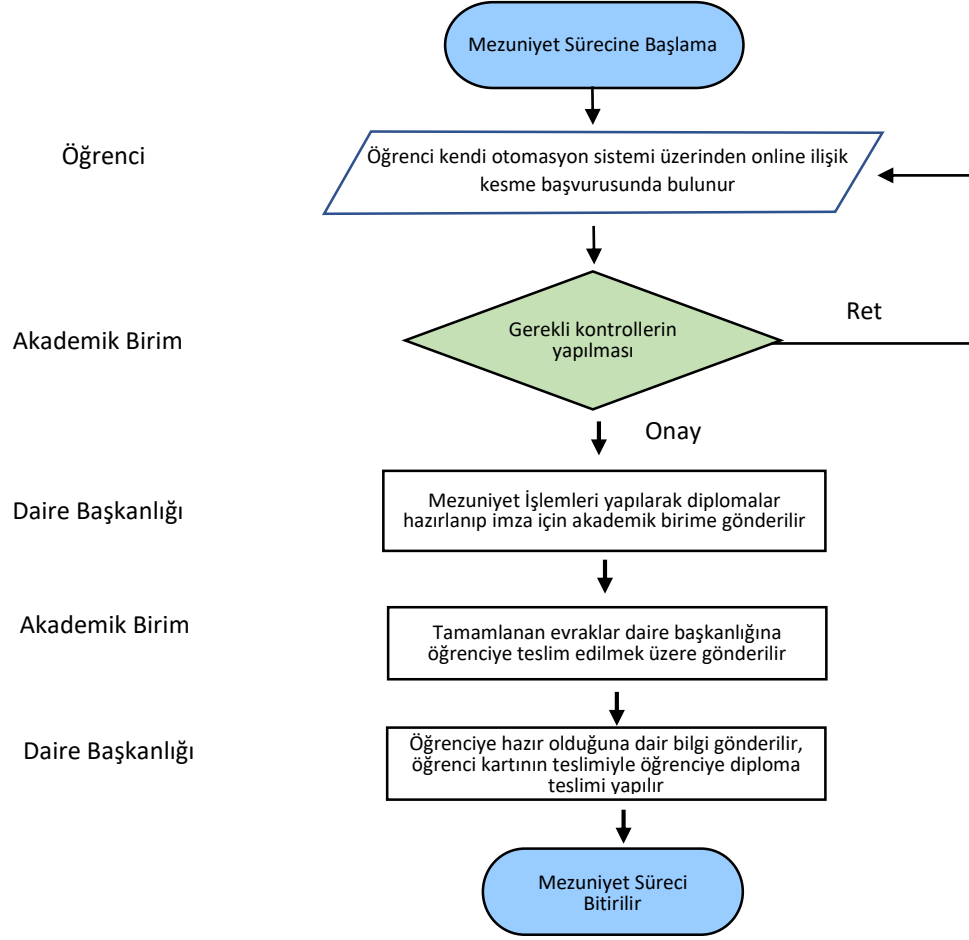 Mezuniyet Sürecine Başlama
Öğrenci
Öğrenci kendi otomasyon sistemi üzerinden online ilişik
kesme başvurusunda bulunur
Akademik Birim
Gerekli kontrollerin
yapılması
Ret
Onay
Daire Başkanlığı
Mezuniyet İşlemleri yapılarak diplomalar
hazırlanıp imza için akademik birime gönderilir
Akademik Birim
Tamamlanan evraklar daire başkanlığına
öğrenciye teslim edilmek üzere gönderilir
Daire Başkanlığı
Öğrenciye hazır olduğuna dair bilgi gönderilir,
öğrenci kartının teslimiyle öğrenciye diploma
teslimi yapılır
Mezuniyet Süreci
Bitirilir